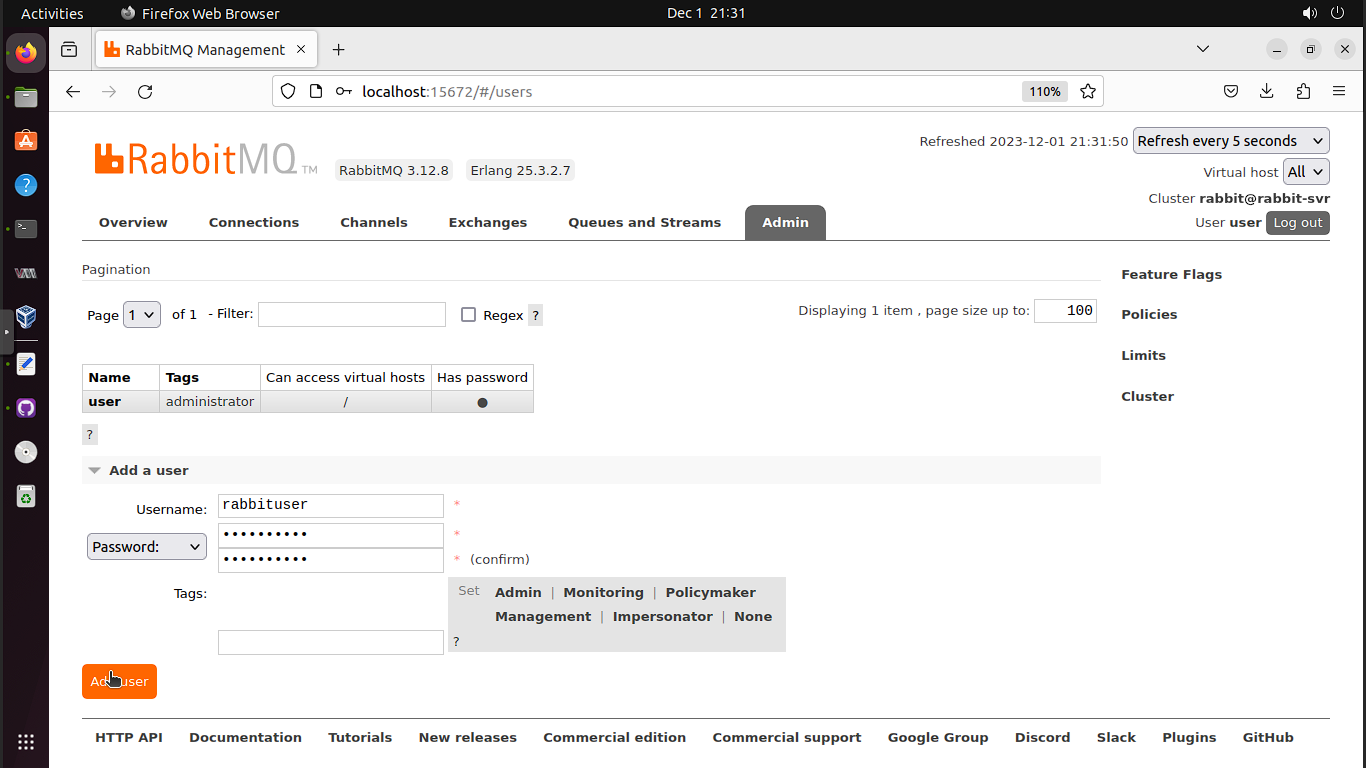 Activities Firefox Web Browser Dec 1 21:31
RabbitMQ Management
localhost:15672/#/users 110%
Refreshed 2023-12-01 21:31:50 Refresh every 5 seconds
RabbitMQ TM RabbitMQ 3.12.8 Erlang 25.3.2.7
Virtual host All
Cluster rabbit@rabbit-svr
User user Log out
Overview Connections Channels Exchanges Queues and Streams Admin
Pagination
Page 1 of 1 - Filter: Regex ? Displaying 1 item , page size up to: 100
Feature Flags
Policies
Limits
Cluster
Name Tags Can access virtual hosts Has password
user administrator / ●
?
Add a user
Username: rabbituser *
Password: •••••••••• *
•••••••••• * (confirm)
Tags: Set Admin | Monitoring | Policymaker
Management | Impersonator | None
?
Add user
HTTP API Documentation Tutorials New releases Commercial edition Commercial support Google Group Discord Slack Plugins GitHub